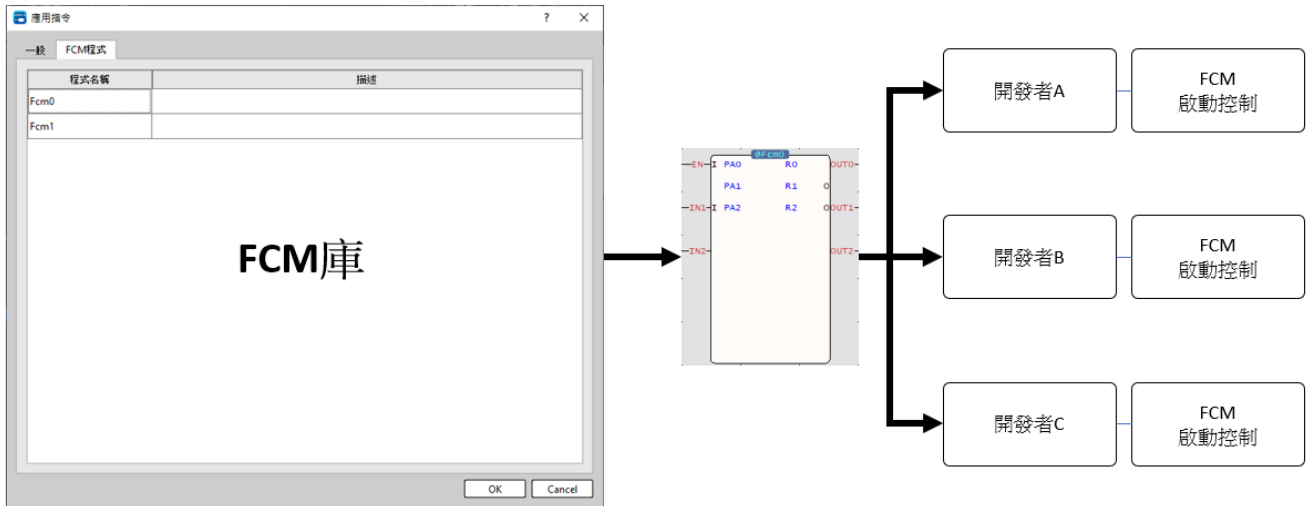 應用指令
?
一般
FCM程式
程式名稱
描述
Fcm0
Fcm1
FCM庫
OK
Cancel
@Fcm0
EN I PA0 R0 OUT0
PA1 R1 O
IN1 I PA2 R2 O OUT1
IN2 OUT2
開發者A
FCM
啟動控制
開發者B
FCM
啟動控制
開發者C
FCM
啟動控制